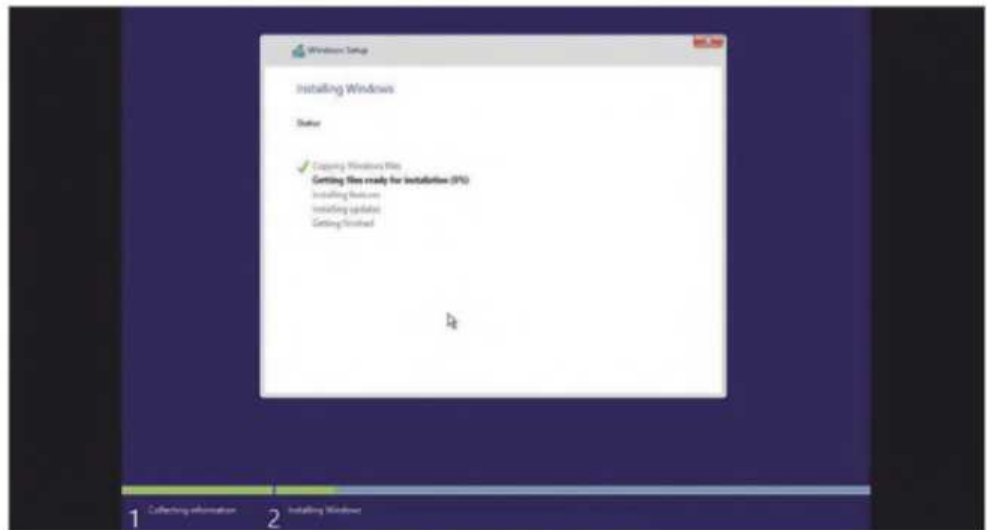 Windows Setup
Installing Windows
Status
Copying Windows files
Getting files ready for installation
Installing features
Installing updates
Getting finished
1 Collecting information
2 Installing Windows